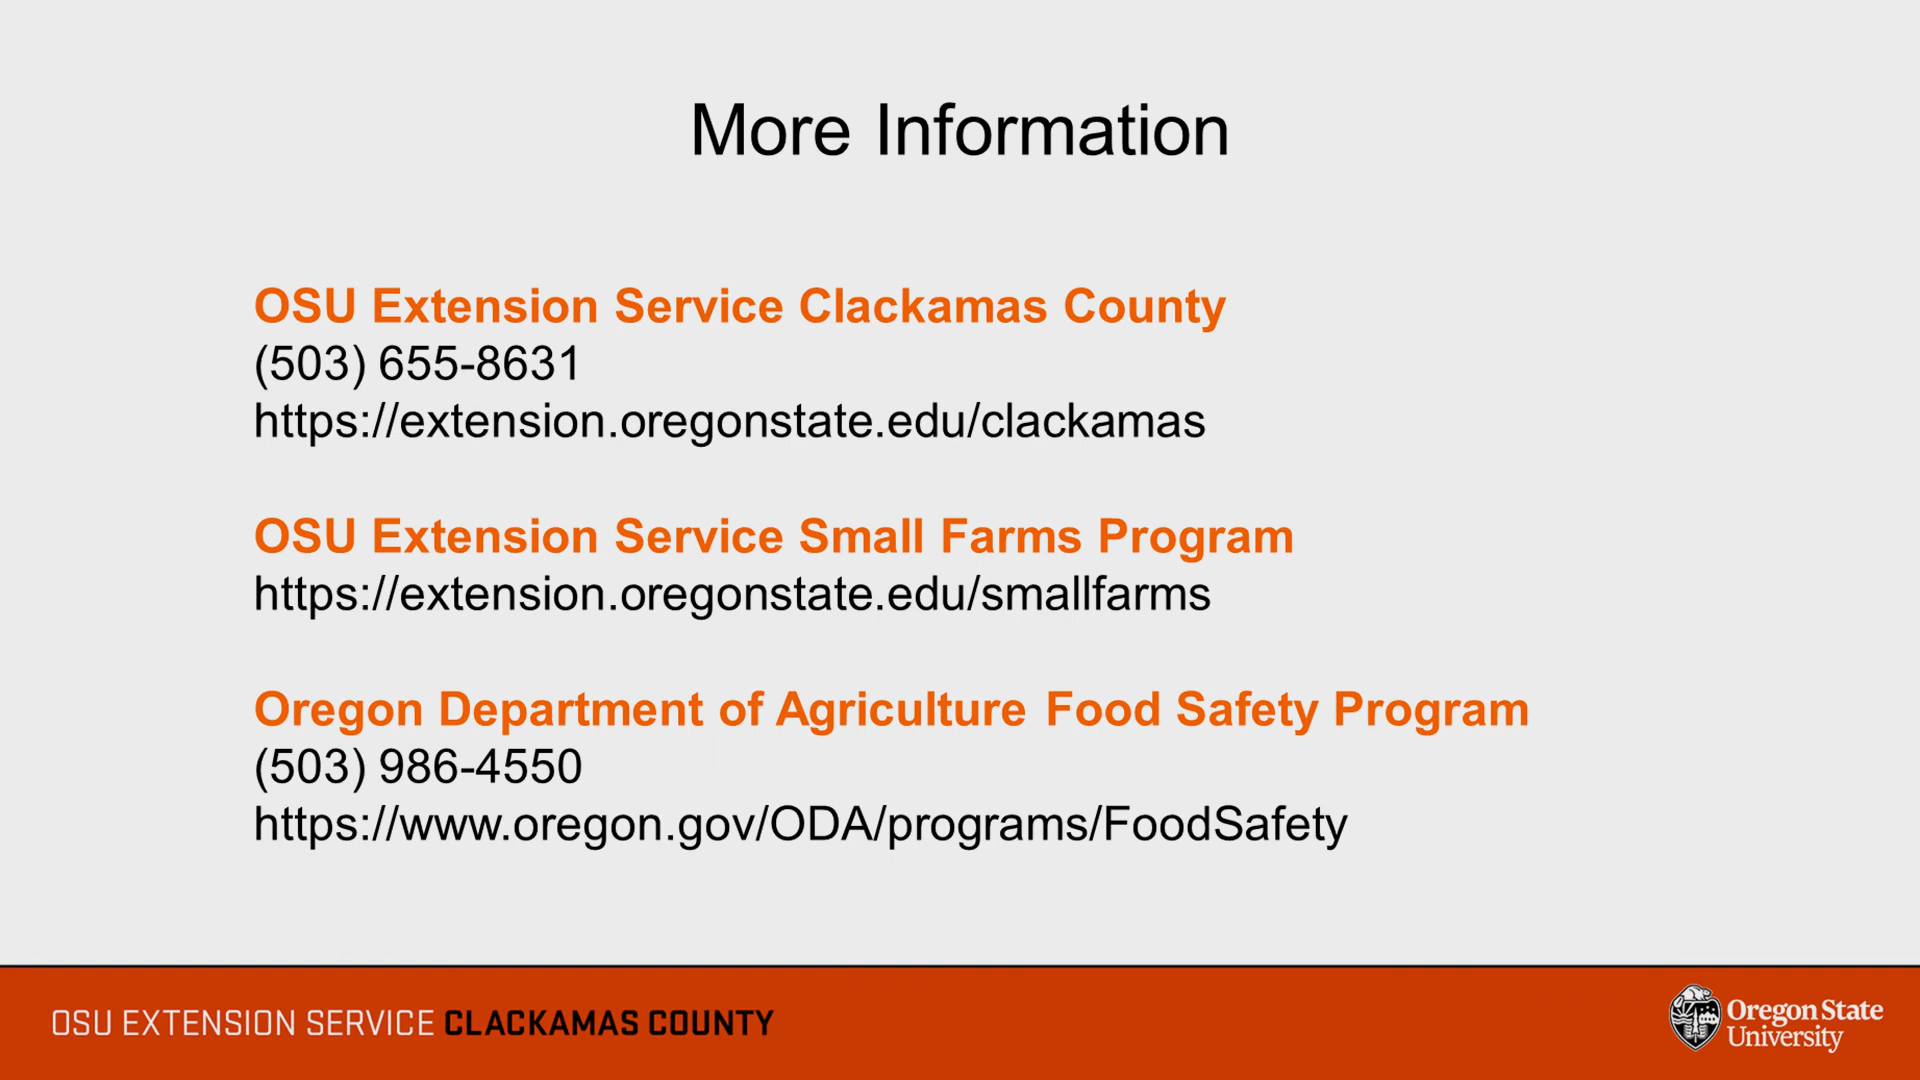 More Information
OSU Extension Service Clackamas County
(503) 655-8631
https://extension.oregonstate.edu/clackamas
OSU Extension Service Small Farms Program
https://extension.oregonstate.edu/smallfarms
Oregon Department of Agriculture Food Safety Program
(503) 986-4550
https://www.oregon.gov/ODA/programs/FoodSafety
OSU EXTENSION SERVICE CLACKAMAS COUNTY
Oregon State
University